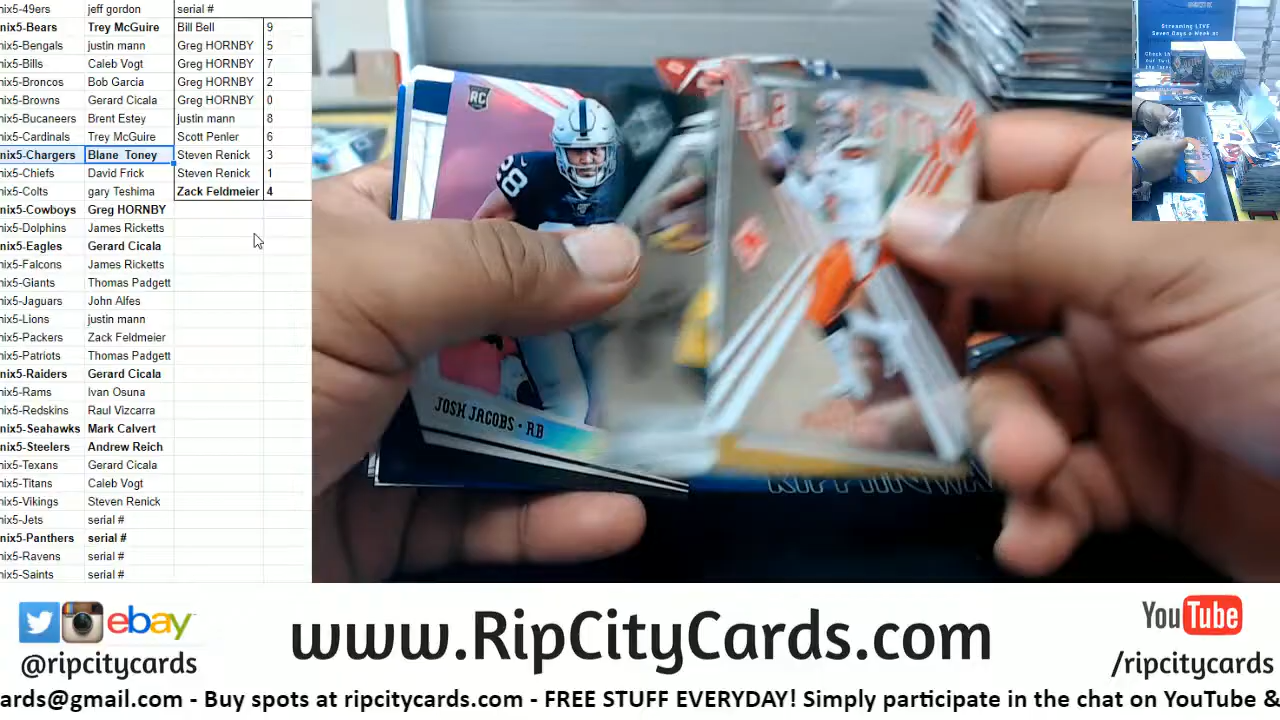 nix5-49ers jeff gordon serial #
nix5-Bears Trey McGuire Bill Bell 9
nix5-Bengals justin mann Greg HORNBY 5
nix5-Bills Caleb Vogt Greg HORNBY 7
nix5-Broncos Bob Garcia Greg HORNBY 2
nix5-Browns Gerard Cicala Greg HORNBY 0
nix5-Bucaneers Brent Estey justin mann 8
nix5-Cardinals Trey McGuire Scott Penler 6
nix5-Chargers Blane Toney Steven Renick 3
nix5-Chiefs David Frick Steven Renick 1
nix5-Colts gary Teshima Zack Feldmeier 4
nix5-Cowboys Greg HORNBY
nix5-Dolphins James Ricketts
nix5-Eagles Gerard Cicala
nix5-Falcons James Ricketts
nix5-Giants Thomas Padgett
nix5-Jaguars John Alfes
nix5-Lions justin mann
nix5-Packers Zack Feldmeier
nix5-Patriots Thomas Padgett
nix5-Raiders Gerard Cicala
nix5-Rams Ivan Osuna
nix5-Redskins Raul Vizcarra
nix5-Seahawks Mark Calvert
nix5-Steelers Andrew Reich
nix5-Texans Gerard Cicala
nix5-Titans Caleb Vogt
nix5-Vikings Steven Renick
nix5-Jets serial #
nix5-Panthers serial #
nix5-Ravens serial #
nix5-Saints serial #
RC
28
JOSH JACOBS • RB
Streaming LIVE
Seven Days a Week at
ebay
@ripcitycards
www.RipCityCards.com
YouTube
/ripcitycards
ards@gmail.com - Buy spots at ripcitycards.com - FREE STUFF EVERYDAY! Simply participate in the chat on YouTube &